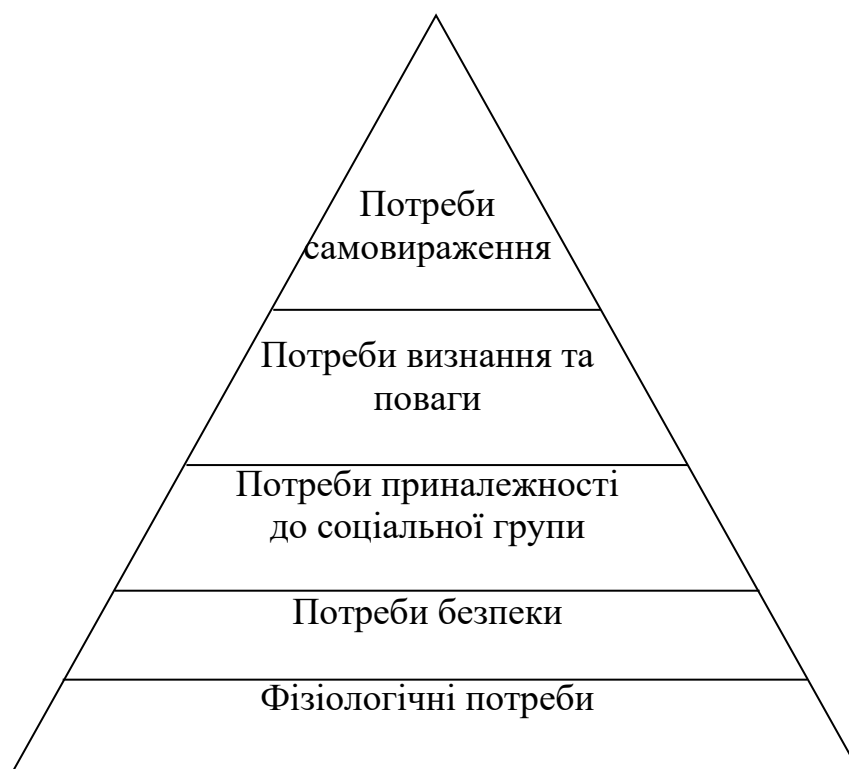 Потреби
самовираження
Потреби визнання та
поваги
Потреби приналежності
до соціальної групи
Потреби безпеки
Фізіологічні потреби